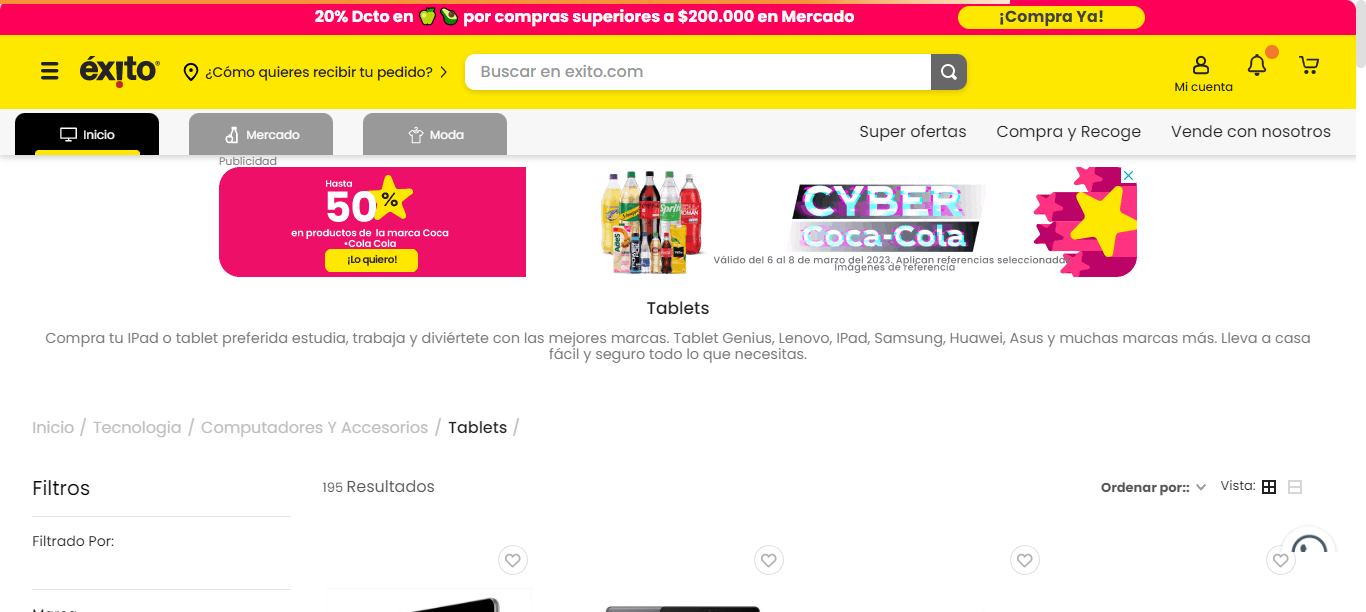 20% Dcto en 🍏🥑 por compras superiores a $200.000 en Mercado
¡Compra Ya!
éxito
¿Cómo quieres recibir tu pedido?
Buscar en exito.com
Mi cuenta
Inicio
Mercado
Moda
Super ofertas
Compra y Recoge
Vende con nosotros
Publicidad
Hasta
50%
en productos de la marca Coca
•Cola Cola
¡Lo quiero!
CYBER
Coca-Cola
Válido del 6 al 8 de marzo del 2023. Aplican referencias seleccionadas
Imágenes de referencia
Tablets
Compra tu IPad o tablet preferida estudia, trabaja y diviértete con las mejores marcas. Tablet Genius, Lenovo, IPad, Samsung, Huawei, Asus y muchas marcas más. Lleva a casa
fácil y seguro todo lo que necesitas.
Inicio / Tecnologia / Computadores Y Accesorios / Tablets /
Filtros
195 Resultados
Ordenar por::
Vista:
Filtrado Por: